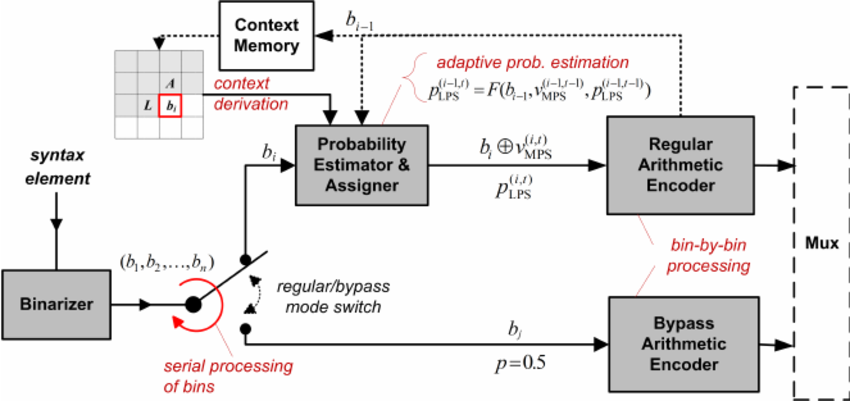 Context
Memory
b_{i−1}
A
L b_i
context
derivation
adaptive prob. estimation
p_{LPS}^{(i−1,t)} = F(b_{i−1}, v_{MPS}^{(i−1,t−1)}, p_{LPS}^{(i−1,t−1)})
syntax
element
b_i
Probability
Estimator &
Assigner
b_i ⊕ v_{MPS}^{(i,t)}
p_{LPS}^{(i,t)}
Regular
Arithmetic
Encoder
(b_1, b_2, …, b_n)
Binarizer
regular/bypass
mode switch
bin-by-bin
processing
Mux
serial processing
of bins
b_j
p = 0.5
Bypass
Arithmetic
Encoder